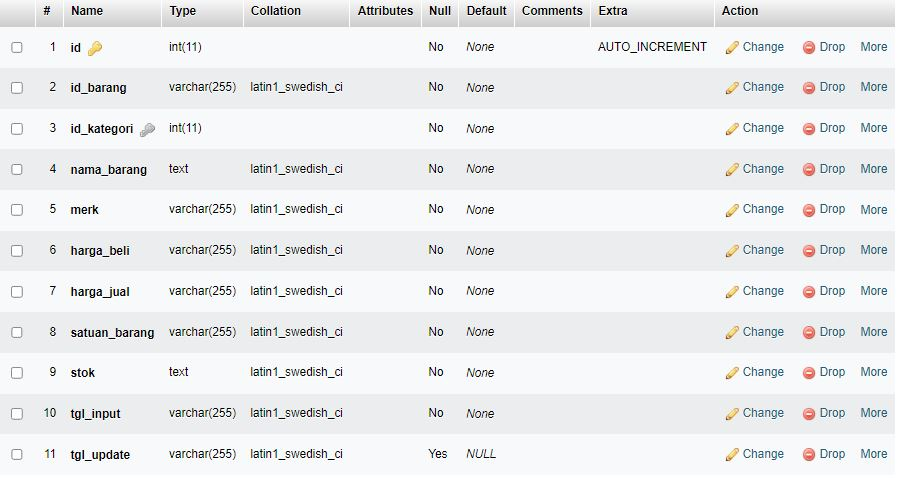 # Name Type Collation Attributes Null Default Comments Extra Action
1 id int(11) No None AUTO_INCREMENT Change Drop More
2 id_barang varchar(255) latin1_swedish_ci No None Change Drop More
3 id_kategori int(11) No None Change Drop More
4 nama_barang text latin1_swedish_ci No None Change Drop More
5 merk varchar(255) latin1_swedish_ci No None Change Drop More
6 harga_beli varchar(255) latin1_swedish_ci No None Change Drop More
7 harga_jual varchar(255) latin1_swedish_ci No None Change Drop More
8 satuan_barang varchar(255) latin1_swedish_ci No None Change Drop More
9 stok text latin1_swedish_ci No None Change Drop More
10 tgl_input varchar(255) latin1_swedish_ci No None Change Drop More
11 tgl_update varchar(255) latin1_swedish_ci Yes NULL Change Drop More